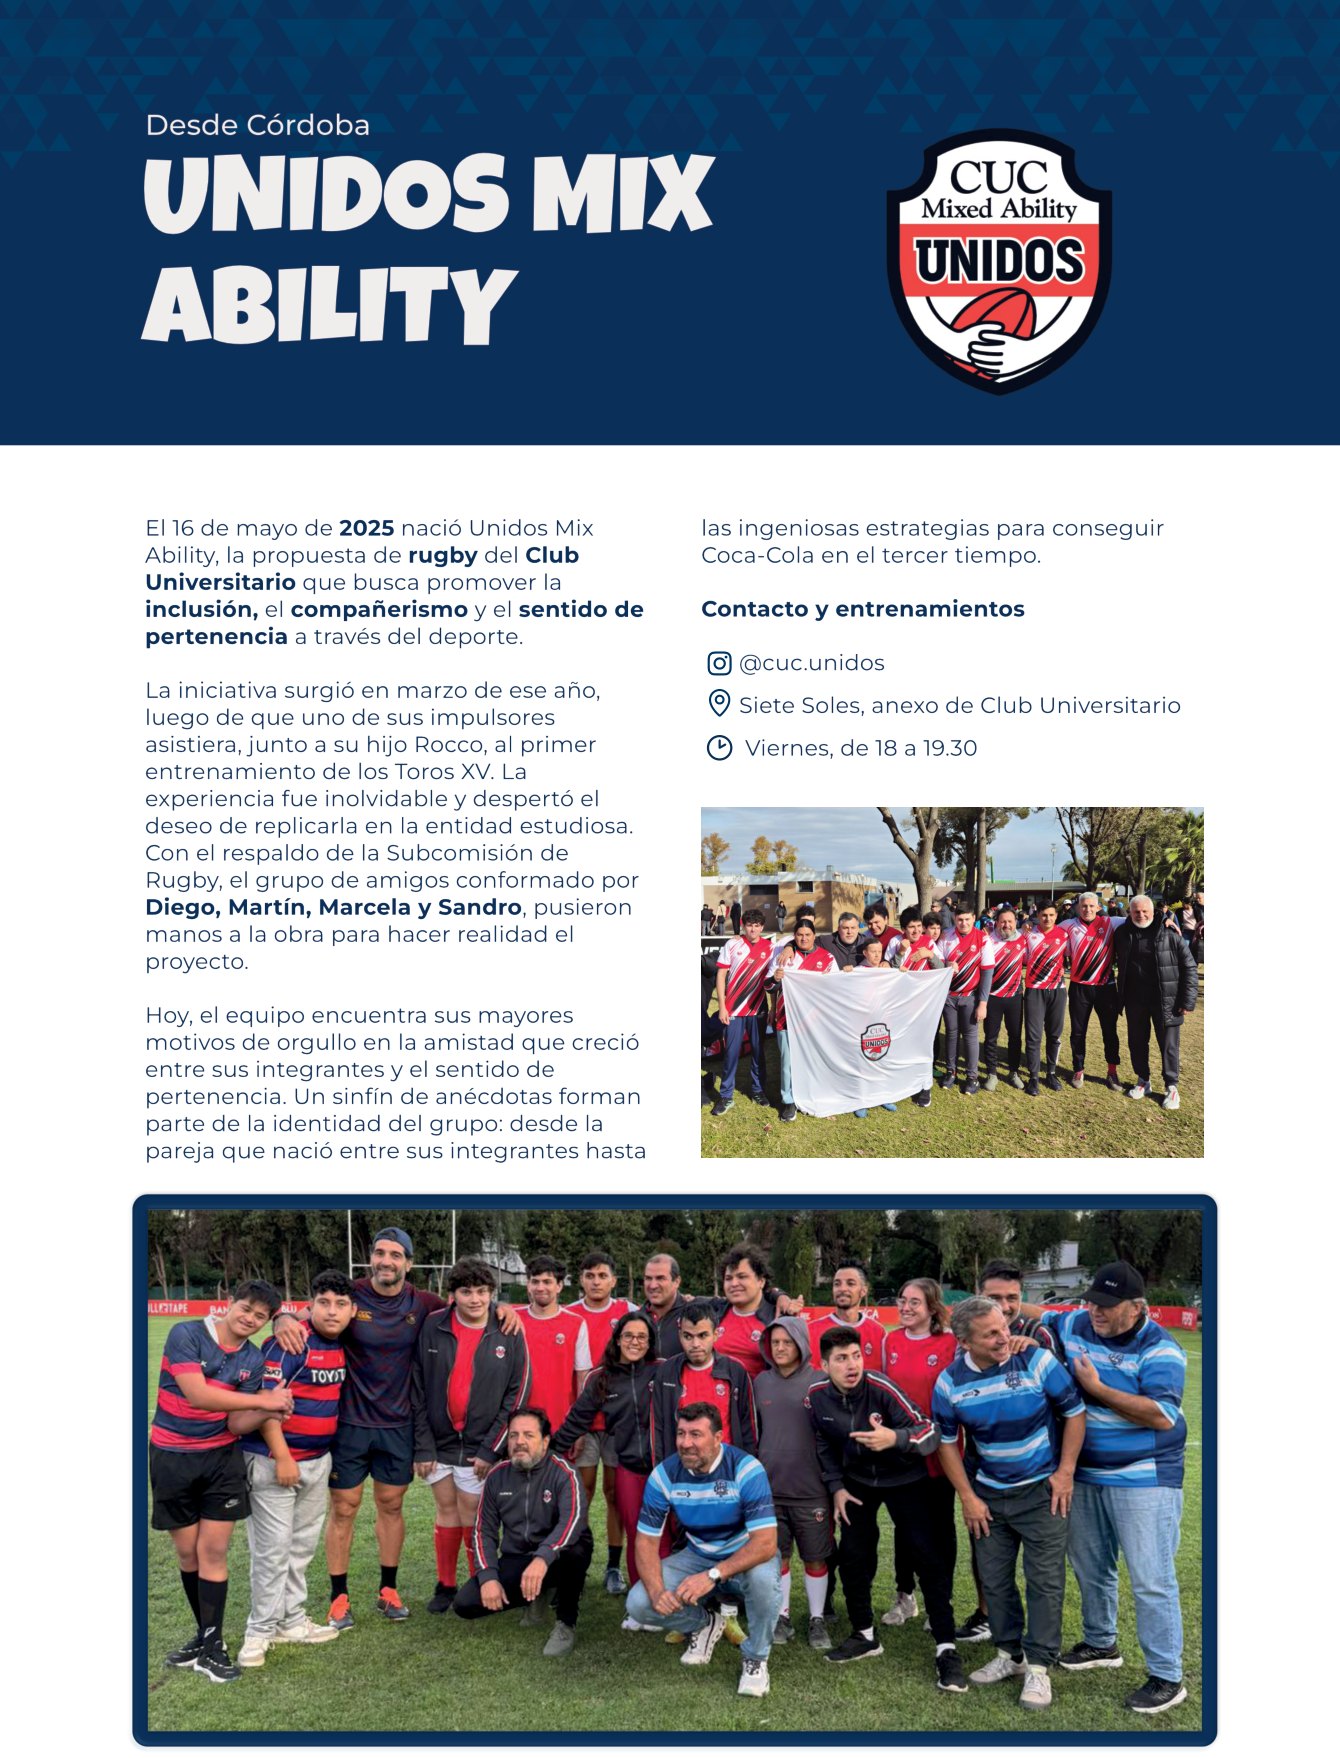 Desde Córdoba
UNIDOS MIX
ABILITY
CUC
Mixed Ability
UNIDOS
El 16 de mayo de 2025 nació Unidos Mix
Ability, la propuesta de rugby del Club
Universitario que busca promover la
inclusión, el compañerismo y el sentido de
pertenencia a través del deporte.
La iniciativa surgió en marzo de ese año,
luego de que uno de sus impulsores
asistiera, junto a su hijo Rocco, al primer
entrenamiento de los Toros XV. La
experiencia fue inolvidable y despertó el
deseo de replicarla en la entidad estudiosa.
Con el respaldo de la Subcomisión de
Rugby, el grupo de amigos conformado por
Diego, Martín, Marcela y Sandro, pusieron
manos a la obra para hacer realidad el
proyecto.
Hoy, el equipo encuentra sus mayores
motivos de orgullo en la amistad que creció
entre sus integrantes y el sentido de
pertenencia. Un sinfín de anécdotas forman
parte de la identidad del grupo: desde la
pareja que nació entre sus integrantes hasta
las ingeniosas estrategias para conseguir
Coca-Cola en el tercer tiempo.
Contacto y entrenamientos
@cuc.unidos
Siete Soles, anexo de Club Universitario
Viernes, de 18 a 19.30
CUC
UNIDOS